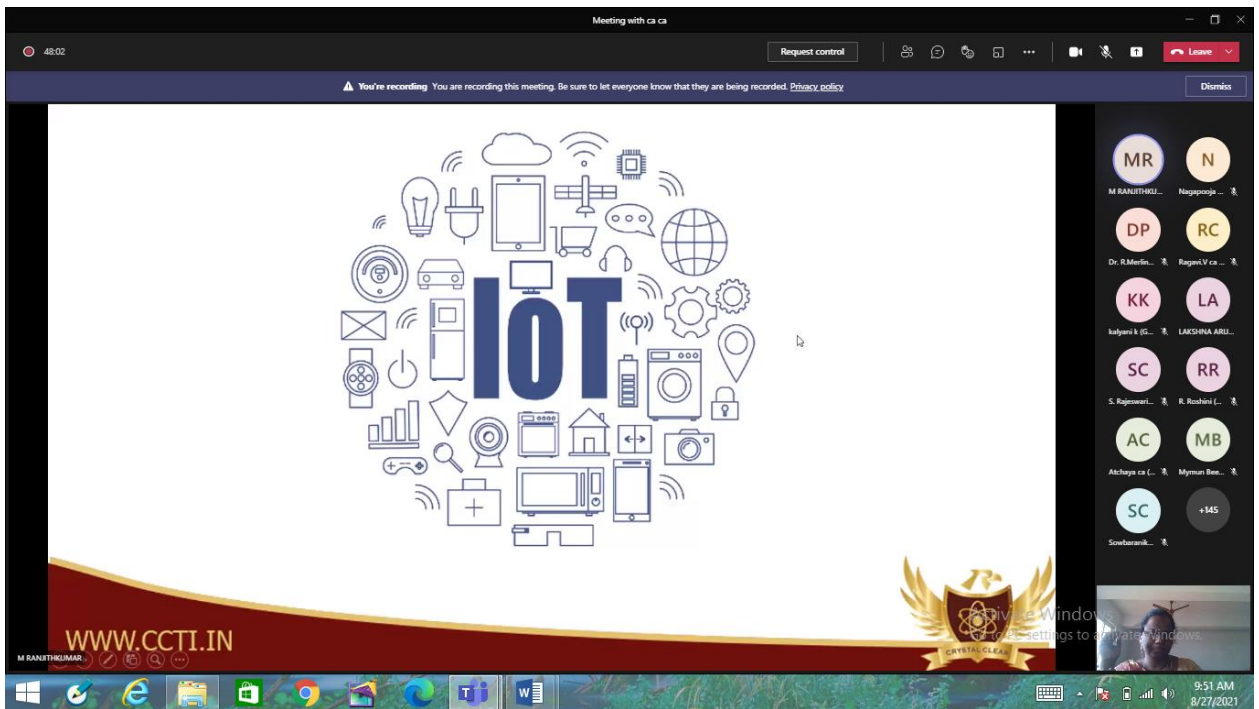 Meeting with ca ca
48:02
Request control
Leave
You're recording You are recording this meeting. Be sure to let everyone know that they are being recorded. Privacy policy
Dismiss
IoT
MR
N
M RANJITHKU...
Nagapooja ...
DP
RC
Dr. R.Merlin...
Ragavi.V ca ...
KK
LA
kalyani k (G...
LAKSHNA ARU...
SC
RR
S. Rajeswari...
R. Roshini (...
AC
MB
Atchaya ca (...
Mymun Bee...
SC
+145
Sowbaranik...
WWW.CCTI.IN
CRYSTAL CLEAR
M RANJITHKUMAR
Windows
settings to activate Windows.
9:51 AM
8/27/2021